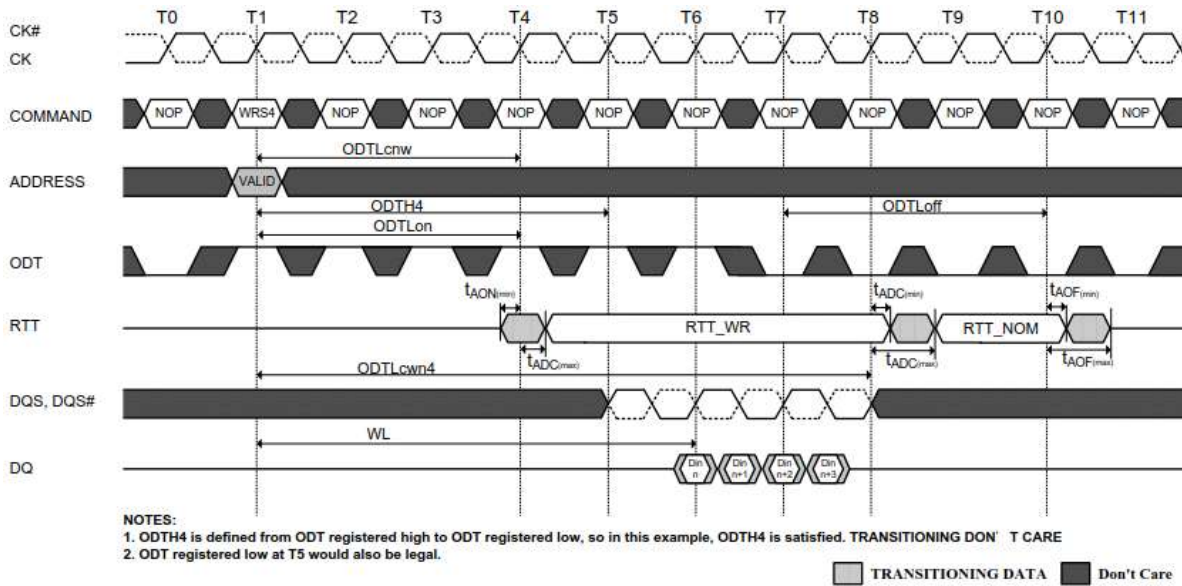 T0 T1 T2 T3 T4 T5 T6 T7 T8 T9 T10 T11
CK#
CK
COMMAND NOP WRS4 NOP NOP NOP NOP NOP NOP NOP NOP NOP NOP
ODTLcnw
ADDRESS VALID
ODTH4 ODTLoff
ODTLon
ODT
tAON(min) tADC(min) tAOF(min)
RTT RTT_WR RTT_NOM
tADC(max) tADC(max) tAOF(max)
ODTLcwn4
DQS, DQS#
WL
DQ Din n Din n+1 Din n+2 Din n+3
NOTES:
1. ODTH4 is defined from ODT registered high to ODT registered low, so in this example, ODTH4 is satisfied. TRANSITIONING DON' T CARE
2. ODT registered low at T5 would also be legal.
TRANSITIONING DATA Don't Care